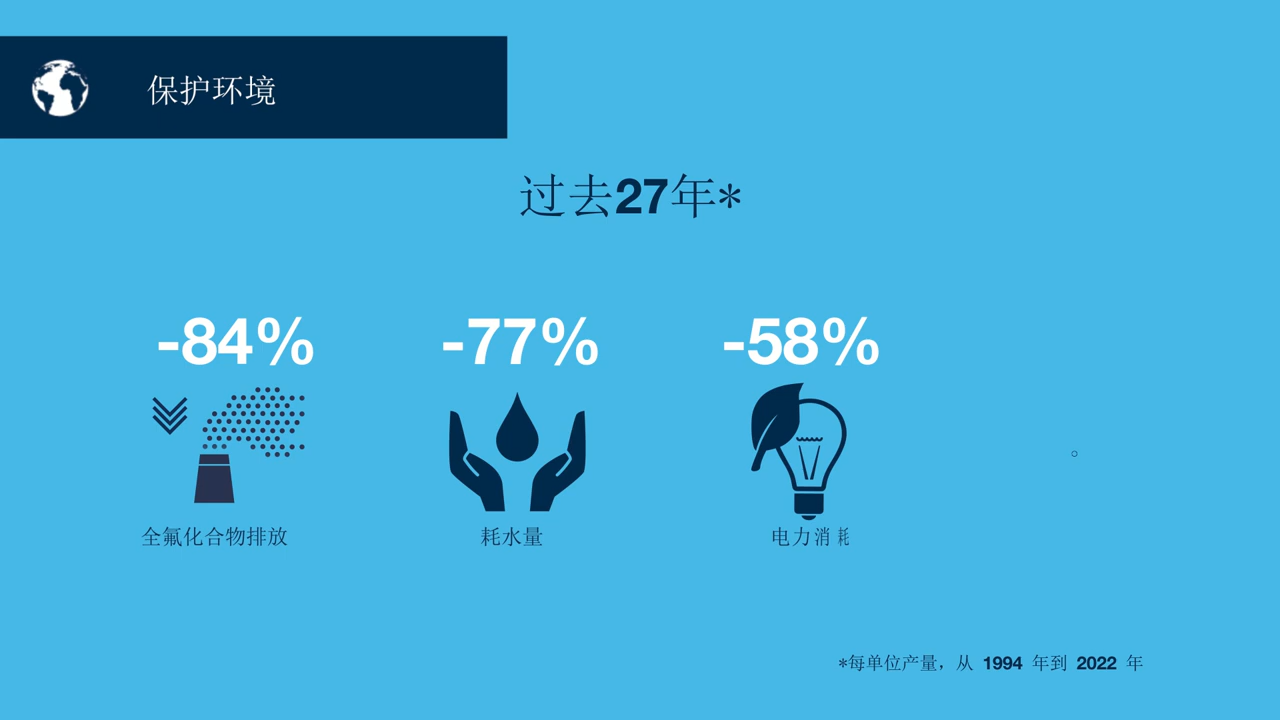 保护环境
过去27年*
-84% -77% -58%
。
全氟化合物排放 耗水量 电力消耗
*每单位产量，从 1994 年到 2022 年